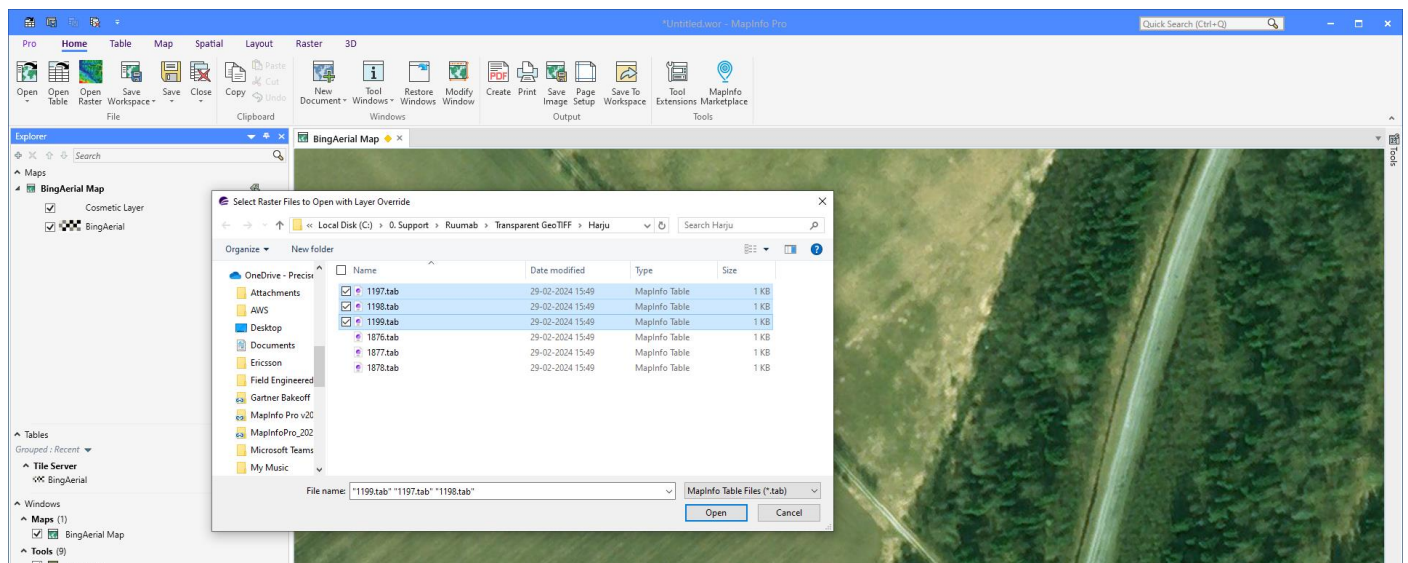 *Untitled.wor - MapInfo Pro
Quick Search (Ctrl+Q)
Pro Home Table Map Spatial Layout Raster 3D
Open Open Table Open Raster Save Workspace Save Close Copy Paste Cut Undo New Document Tool Windows Restore Windows Modify Window Create Print Save Image Page Setup Save To Workspace Tool Extensions MapInfo Marketplace
File Clipboard Windows Output Tools
Explorer
BingAerial Map
Search
Tools
Maps
BingAerial Map
Cosmetic Layer
BingAerial
Select Raster Files to Open with Layer Override
« Local Disk (C:) › 0. Support › Ruumab › Transparent GeoTIFF › Harju
Search Harju
Organize New folder
OneDrive - Precise
Attachments
AWS
Desktop
Documents
Ericsson
Field Engineered
Gartner Bakeoff
MapInfo Pro v20
MapInfoPro_202
Microsoft Teams
My Music
Name Date modified Type Size
1197.tab 29-02-2024 15:49 MapInfo Table 1 KB
1198.tab 29-02-2024 15:49 MapInfo Table 1 KB
1199.tab 29-02-2024 15:49 MapInfo Table 1 KB
1876.tab 29-02-2024 15:49 MapInfo Table 1 KB
1877.tab 29-02-2024 15:49 MapInfo Table 1 KB
1878.tab 29-02-2024 15:49 MapInfo Table 1 KB
File name: "1199.tab" "1197.tab" "1198.tab"
MapInfo Table Files (*.tab)
Open Cancel
Tables
Grouped : Recent
Tile Server
BingAerial
Windows
Maps (1)
BingAerial Map
Tools (9)